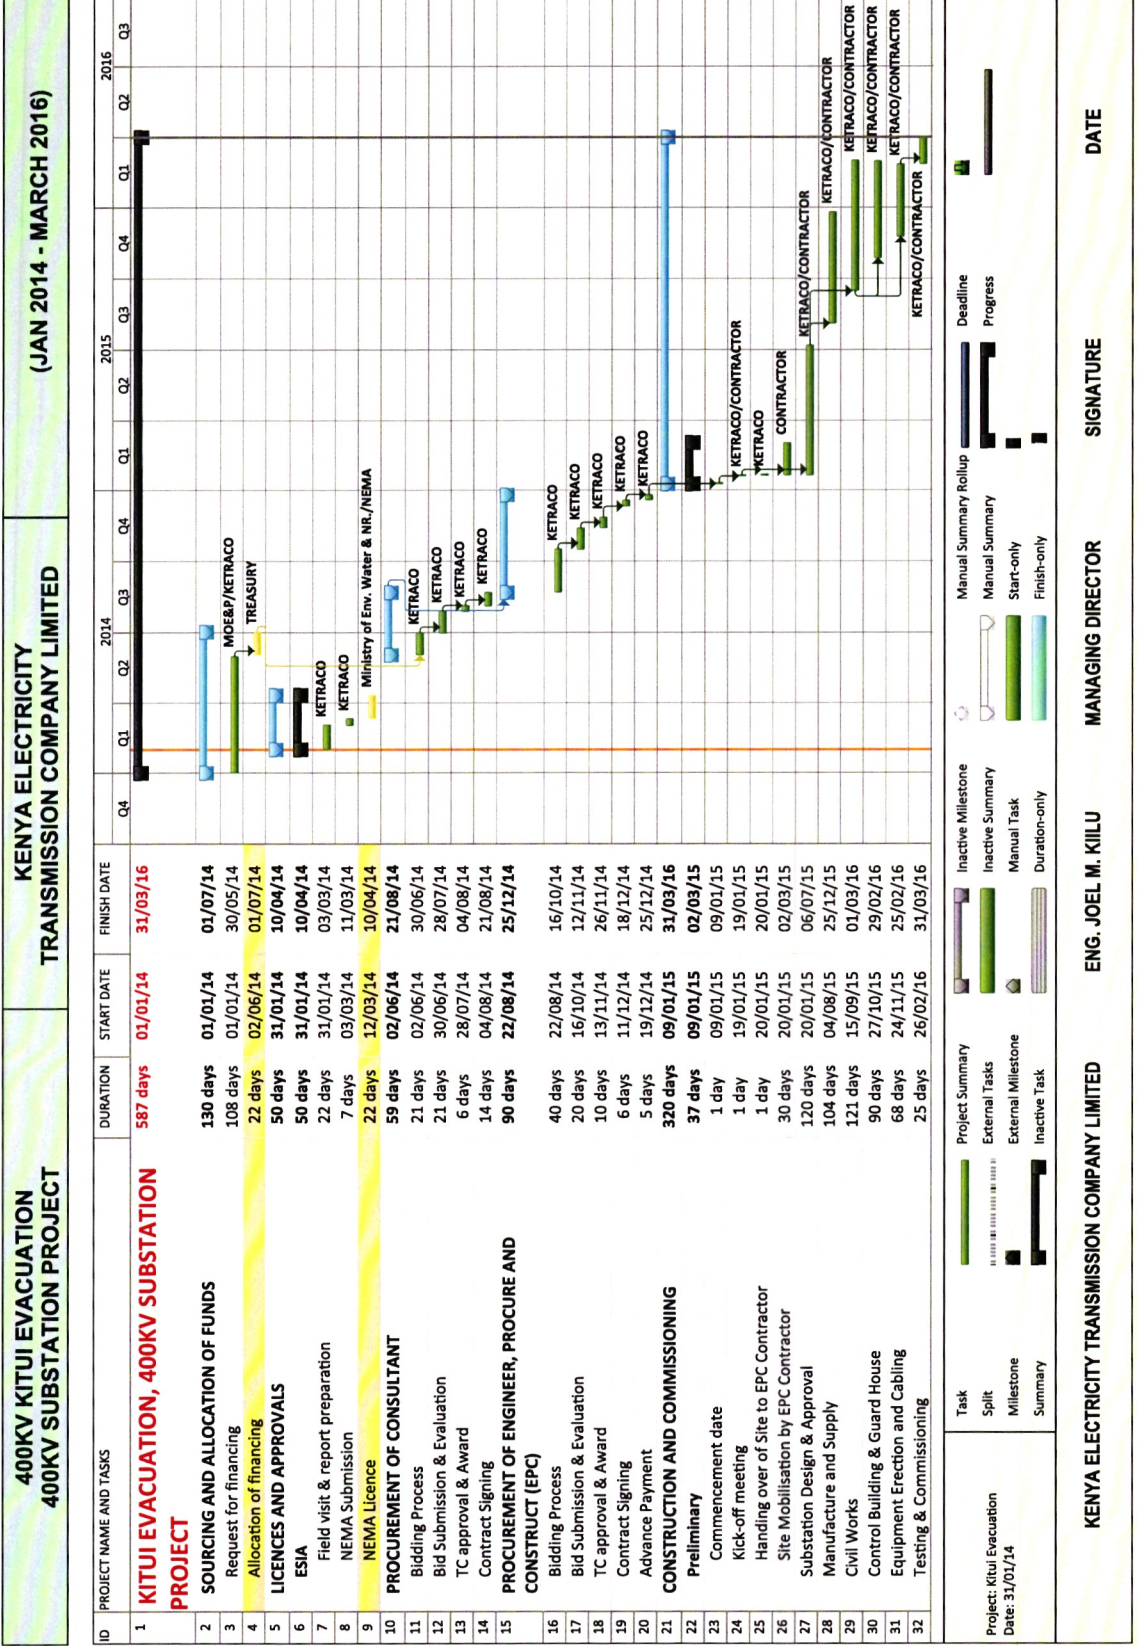 400KV KITUI EVACUATION
400KV SUBSTATION PROJECT
KENYA ELECTRICITY
TRANSMISSION COMPANY LIMITED
(JAN 2014 - MARCH 2016)
ID PROJECT NAME AND TASKS DURATION START DATE FINISH DATE
2014 2015 2016
Q4 Q1 Q2 Q3 Q4 Q1 Q2 Q3 Q4 Q1 Q2 Q3
1 KITUI EVACUATION, 400KV SUBSTATION 587 days 01/01/14 31/03/16
PROJECT
2 SOURCING AND ALLOCATION OF FUNDS 130 days 01/01/14 01/07/14
3 Request for financing 108 days 01/01/14 30/05/14 MOE&P/KETRACO
4 Allocation of financing 22 days 02/06/14 01/07/14 TREASURY
5 LICENCES AND APPROVALS 50 days 31/01/14 10/04/14
6 ESIA 50 days 31/01/14 10/04/14
7 Field visit & report preparation 22 days 31/01/14 03/03/14 KETRACO
8 NEMA Submission 7 days 03/03/14 11/03/14 KETRACO
9 NEMA Licence 22 days 12/03/14 10/04/14 Ministry of Env. Water & NR./NEMA
10 PROCUREMENT OF CONSULTANT 59 days 02/06/14 21/08/14
11 Bidding Process 21 days 02/06/14 30/06/14 KETRACO
12 Bid Submission & Evaluation 21 days 30/06/14 28/07/14 KETRACO
13 TC approval & Award 6 days 28/07/14 04/08/14 KETRACO
14 Contract Signing 14 days 04/08/14 21/08/14 KETRACO
15 PROCUREMENT OF ENGINEER, PROCURE AND 90 days 22/08/14 25/12/14
CONSTRUCT (EPC)
16 Bidding Process 40 days 22/08/14 16/10/14 KETRACO
17 Bid Submission & Evaluation 20 days 16/10/14 12/11/14 KETRACO
18 TC approval & Award 10 days 13/11/14 26/11/14 KETRACO
19 Contract Signing 6 days 11/12/14 18/12/14 KETRACO
20 Advance Payment 5 days 19/12/14 25/12/14 KETRACO
21 CONSTRUCTION AND COMMISSIONING 320 days 09/01/15 31/03/16
22 Preliminary 37 days 09/01/15 02/03/15
23 Commencement date 1 day 09/01/15 09/01/15
24 Kick-off meeting 1 day 19/01/15 19/01/15 KETRACO/CONTRACTOR
25 Handing over of Site to EPC Contractor 1 day 20/01/15 20/01/15 KETRACO
26 Site Mobilisation by EPC Contractor 30 days 20/01/15 02/03/15 CONTRACTOR
27 Substation Design & Approval 120 days 20/01/15 06/07/15 KETRACO/CONTRACTOR
28 Manufacture and Supply 104 days 04/08/15 25/12/15 KETRACO/CONTRACTOR
29 Civil Works 121 days 15/09/15 01/03/16 KETRACO/CONTRACTOR
30 Control Building & Guard House 90 days 27/10/15 29/02/16 KETRACO/CONTRACTOR
31 Equipment Erection and Cabling 68 days 24/11/15 25/02/16 KETRACO/CONTRACTOR
32 Testing & Commissioning 25 days 26/02/16 31/03/16 KETRACO/CONTRACTOR
Project: Kitui Evacuation
Date: 31/01/14
Task Project Summary Inactive Milestone Manual Summary Rollup Deadline
Split External Tasks Inactive Summary Manual Summary Progress
Milestone External Milestone Manual Task Start-only
Summary Inactive Task Duration-only Finish-only
KENYA ELECTRICITY TRANSMISSION COMPANY LIMITED ENG. JOEL M. KIILU MANAGING DIRECTOR SIGNATURE DATE